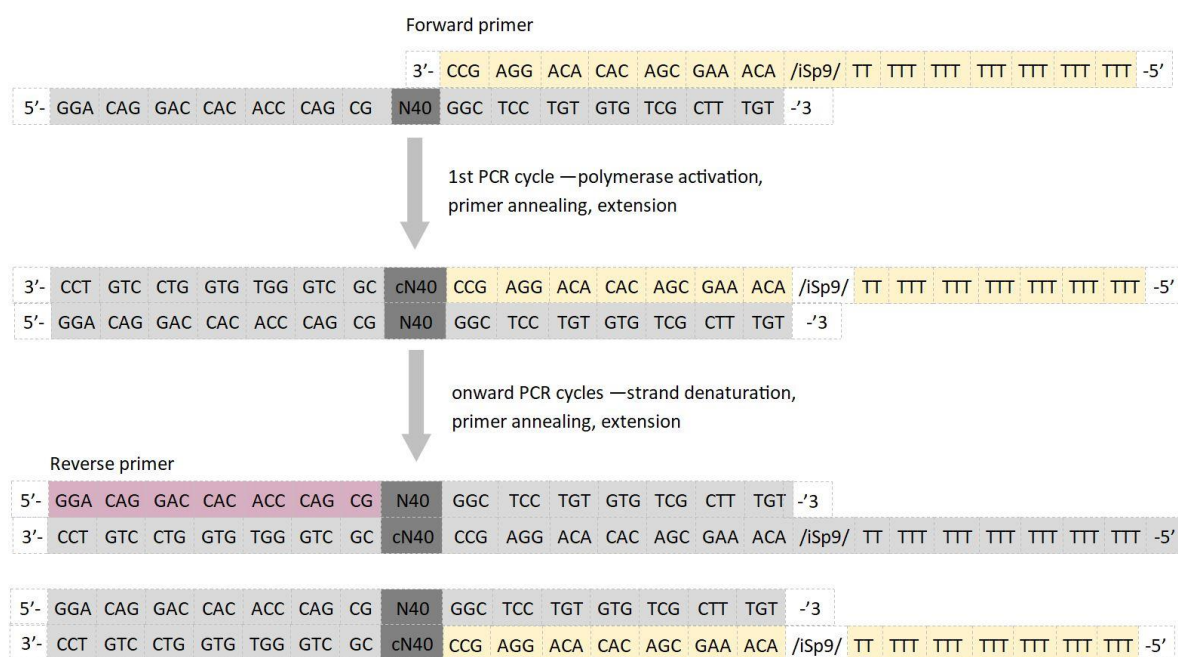 Forward primer
3’- CCG AGG ACA CAC AGC GAA ACA /iSp9/ TT TTT TTT TTT TTT TTT TTT -5’
5’- GGA CAG GAC CAC ACC CAG CG N40 GGC TCC TGT GTG TCG CTT TGT -’3
1st PCR cycle —polymerase activation,
primer annealing, extension
3’- CCT GTC CTG GTG TGG GTC GC cN40 CCG AGG ACA CAC AGC GAA ACA /iSp9/ TT TTT TTT TTT TTT TTT TTT -5’
5’- GGA CAG GAC CAC ACC CAG CG N40 GGC TCC TGT GTG TCG CTT TGT -’3
onward PCR cycles —strand denaturation,
primer annealing, extension
Reverse primer
5’- GGA CAG GAC CAC ACC CAG CG N40 GGC TCC TGT GTG TCG CTT TGT -’3
3’- CCT GTC CTG GTG TGG GTC GC cN40 CCG AGG ACA CAC AGC GAA ACA /iSp9/ TT TTT TTT TTT TTT TTT TTT -5’
5’- GGA CAG GAC CAC ACC CAG CG N40 GGC TCC TGT GTG TCG CTT TGT -’3
3’- CCT GTC CTG GTG TGG GTC GC cN40 CCG AGG ACA CAC AGC GAA ACA /iSp9/ TT TTT TTT TTT TTT TTT TTT -5’